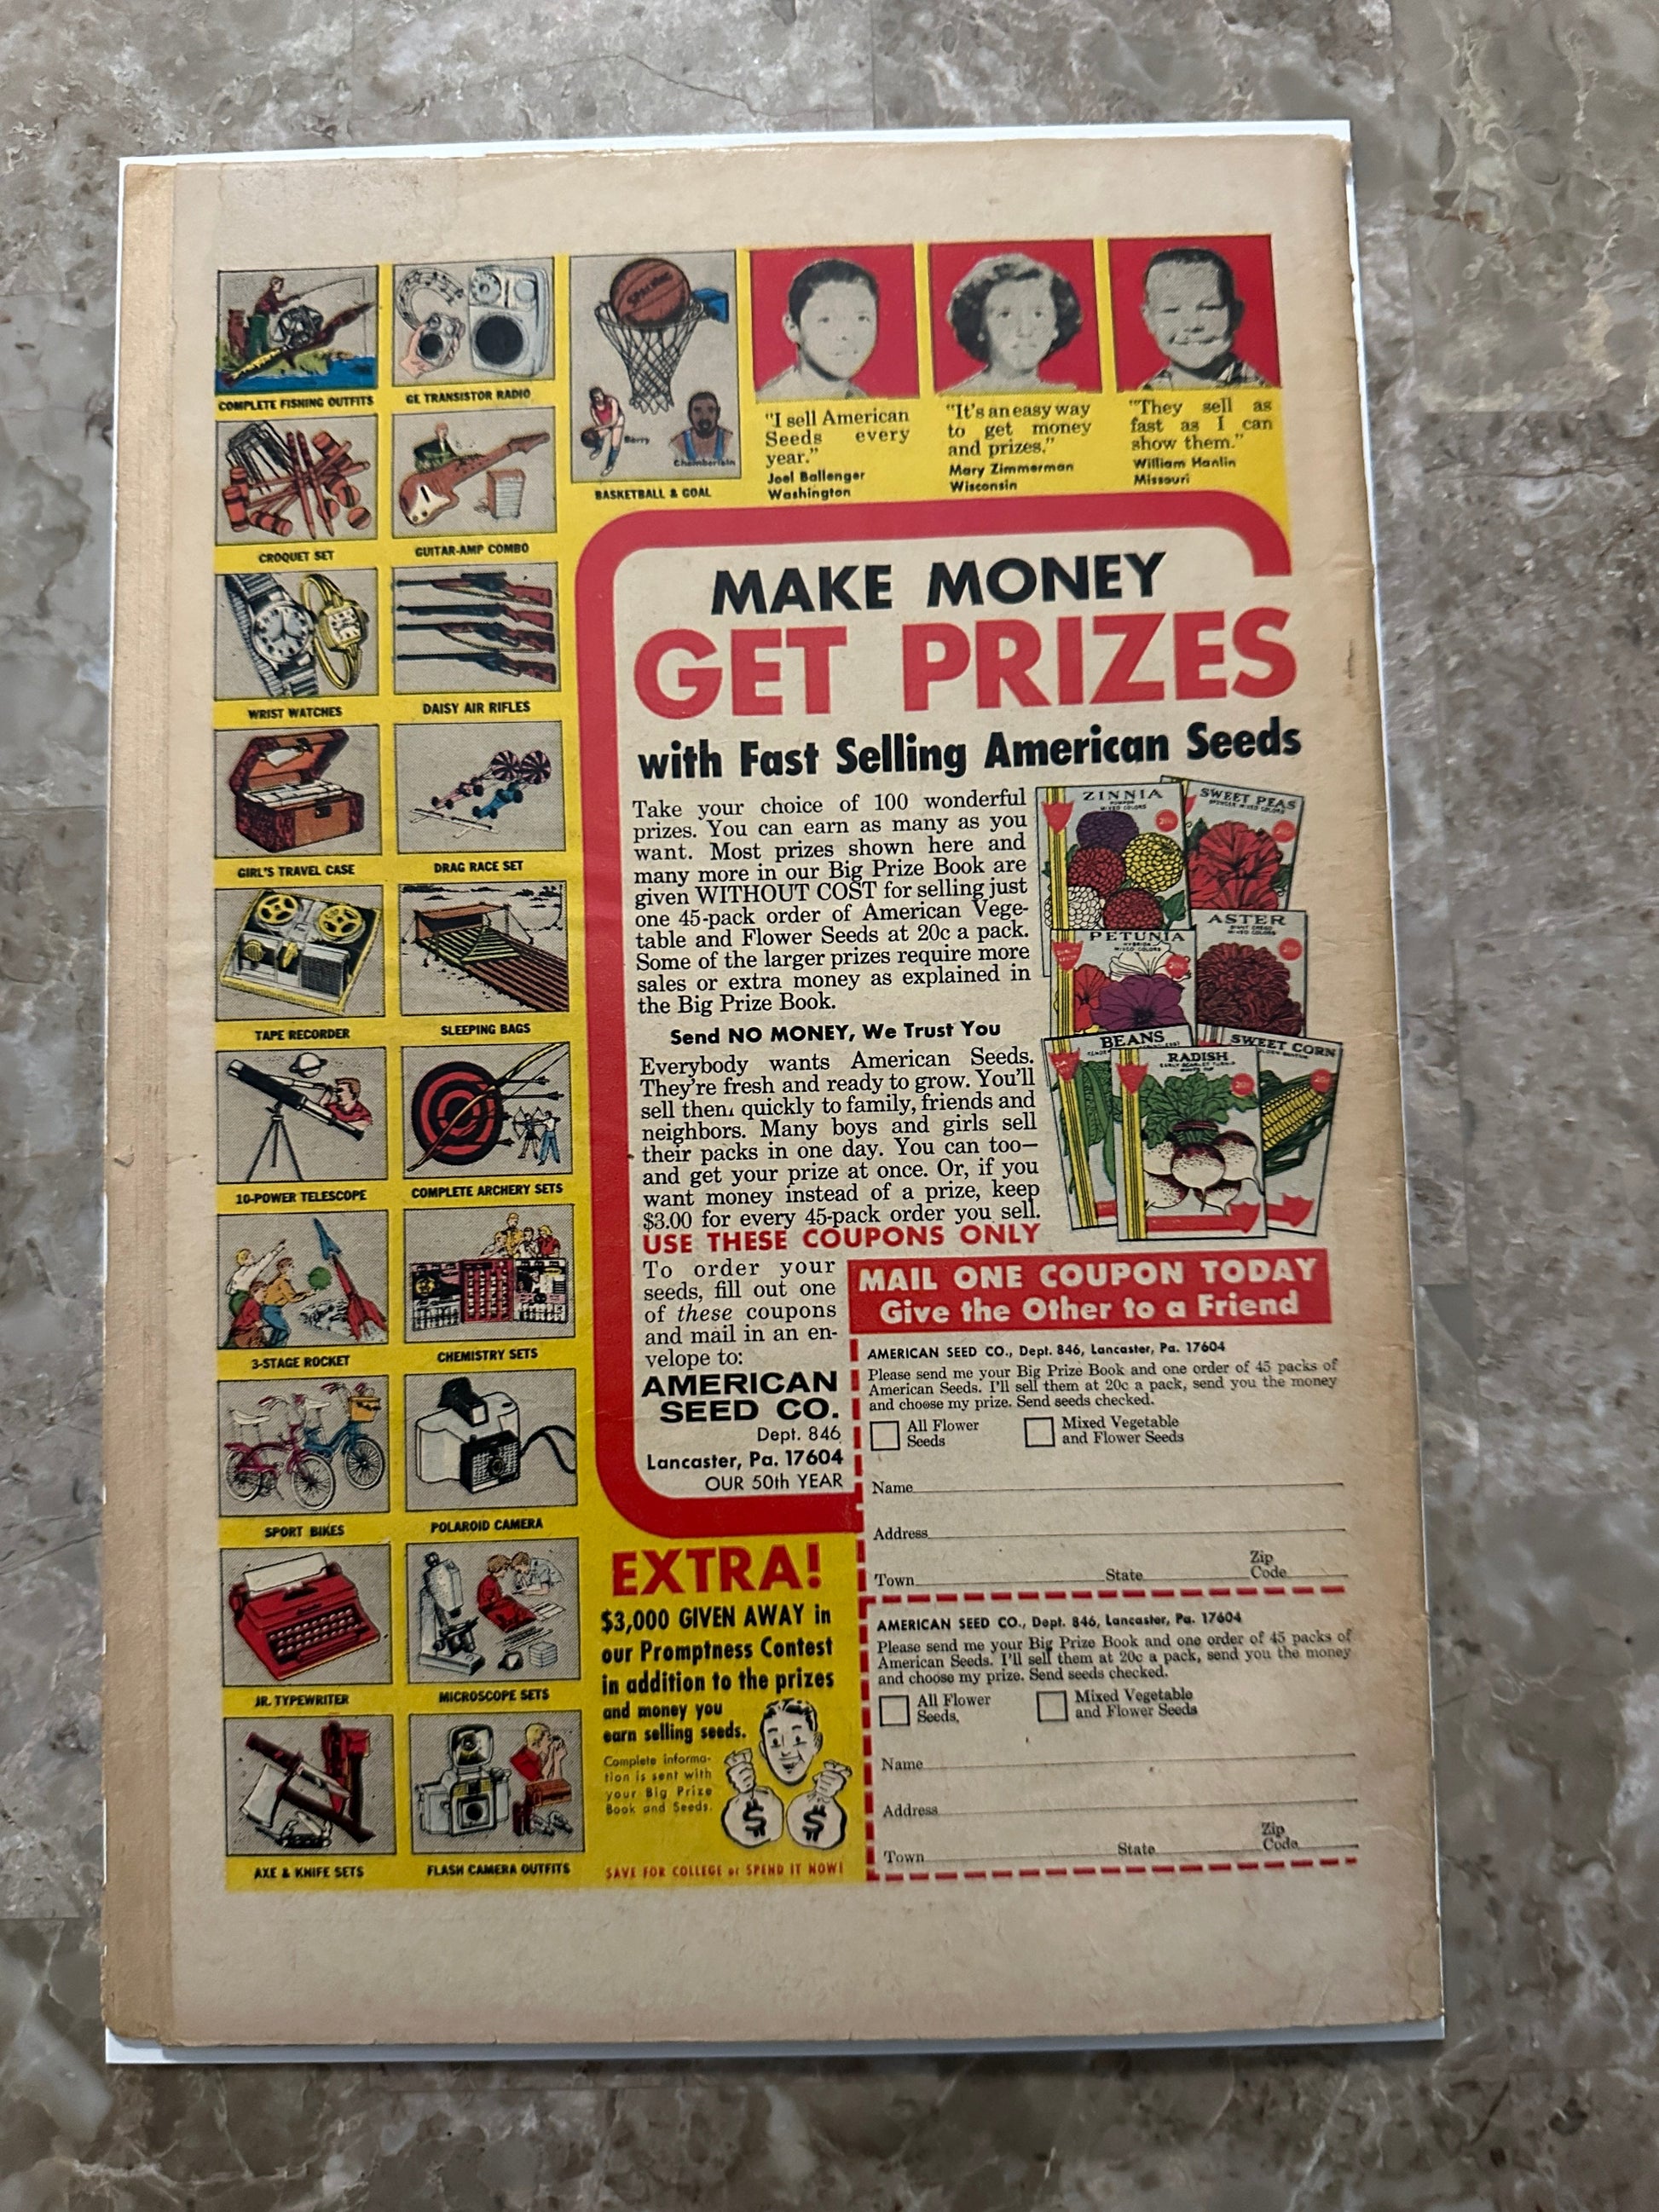 COMPLETE FISHING OUTFITS
GE TRANSISTOR RADIO
SPALDING
Barry
Chamberlain
BASKETBALL & GOAL
CROQUET SET
GUITAR-AMP COMBO
WRIST WATCHES
DAISY AIR RIFLES
GIRL'S TRAVEL CASE
DRAG RACE SET
TAPE RECORDER
SLEEPING BAGS
10-POWER TELESCOPE
COMPLETE ARCHERY SETS
3-STAGE ROCKET
CHEMISTRY SETS
SPORT BIKES
POLAROID CAMERA
JR. TYPEWRITER
MICROSCOPE SETS
AXE & KNIFE SETS
FLASH CAMERA OUTFITS
"I sell American
Seeds every
year."
Joel Ballenger
Washington
"It's an easy way
to get money
and prizes."
Mary Zimmerman
Wisconsin
"They sell as
fast as I can
show them."
William Hanlin
Missouri
MAKE MONEY
GET PRIZES
with Fast Selling American Seeds
Take your choice of 100 wonderful
prizes. You can earn as many as you
want. Most prizes shown here and
many more in our Big Prize Book are
given WITHOUT COST for selling just
one 45-pack order of American Vege-
table and Flower Seeds at 20c a pack.
Some of the larger prizes require more
sales or extra money as explained in
the Big Prize Book.
Send NO MONEY, We Trust You
Everybody wants American Seeds.
They're fresh and ready to grow. You'll
sell them quickly to family, friends and
neighbors. Many boys and girls sell
their packs in one day. You can too—
and get your prize at once. Or, if you
want money instead of a prize, keep
$3.00 for every 45-pack order you sell.
USE THESE COUPONS ONLY
To order your
seeds, fill out one
of these coupons
and mail in an en-
velope to:
AMERICAN
SEED CO.
Dept. 846
Lancaster, Pa. 17604
OUR 50th YEAR
ZINNIA
MIXED COLORS
20c
SWEET PEAS
MIXED COLORS
20c
ASTER
MIXED COLORS
20c
PETUNIA
MIXED COLORS
20c
BEANS
RADISH
20c
SWEET CORN
20c
MAIL ONE COUPON TODAY
Give the Other to a Friend
AMERICAN SEED CO., Dept. 846, Lancaster, Pa. 17604
Please send me your Big Prize Book and one order of 45 packs of
American Seeds. I'll sell them at 20c a pack, send you the money
and choose my prize. Send seeds checked.
All Flower
Seeds
Mixed Vegetable
and Flower Seeds
Name
Address
Town State Zip
Code
AMERICAN SEED CO., Dept. 846, Lancaster, Pa. 17604
Please send me your Big Prize Book and one order of 45 packs of
American Seeds. I'll sell them at 20c a pack, send you the money
and choose my prize. Send seeds checked.
All Flower
Seeds,
Mixed Vegetable
and Flower Seeds
Name
Address
Town State Zip
Code
EXTRA!
$3,000 GIVEN AWAY in
our Promptness Contest
in addition to the prizes
and money you
earn selling seeds.
Complete informa-
tion is sent with
your Big Prize
Book and Seeds.
$ $
SAVE FOR COLLEGE or SPEND IT NOW!